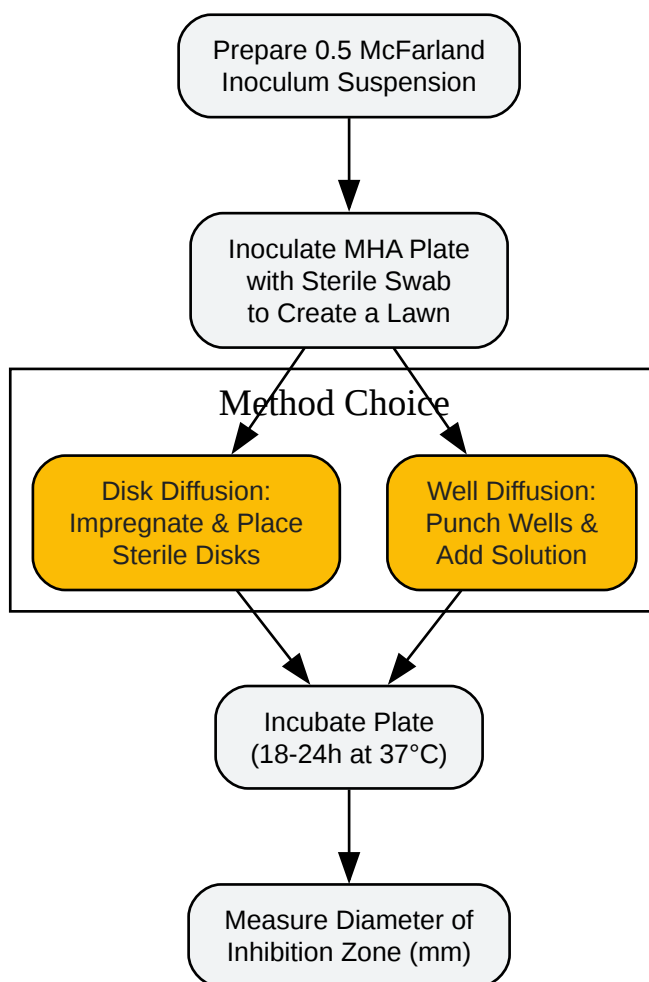 Prepare 0.5 McFarland
Inoculum Suspension
Inoculate MHA Plate
with Sterile Swab
to Create a Lawn
Method Choice
Disk Diffusion:
Impregnate & Place
Sterile Disks
Well Diffusion:
Punch Wells &
Add Solution
Incubate Plate
(18-24h at 37°C)
Measure Diameter of
Inhibition Zone (mm)